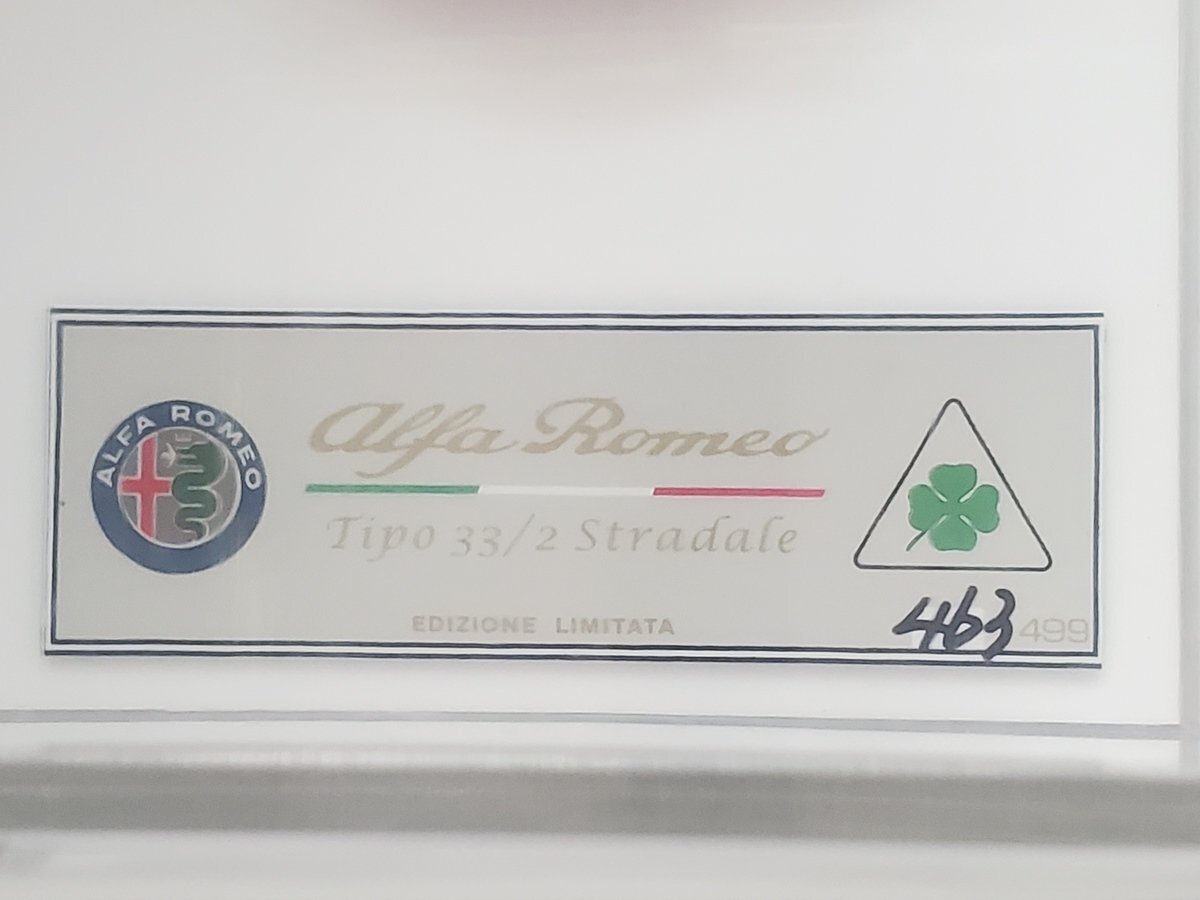 ALFA ROMEO
Alfa Romeo
Tipo 33/2 Stradale
EDIZIONE LIMITATA
463 499